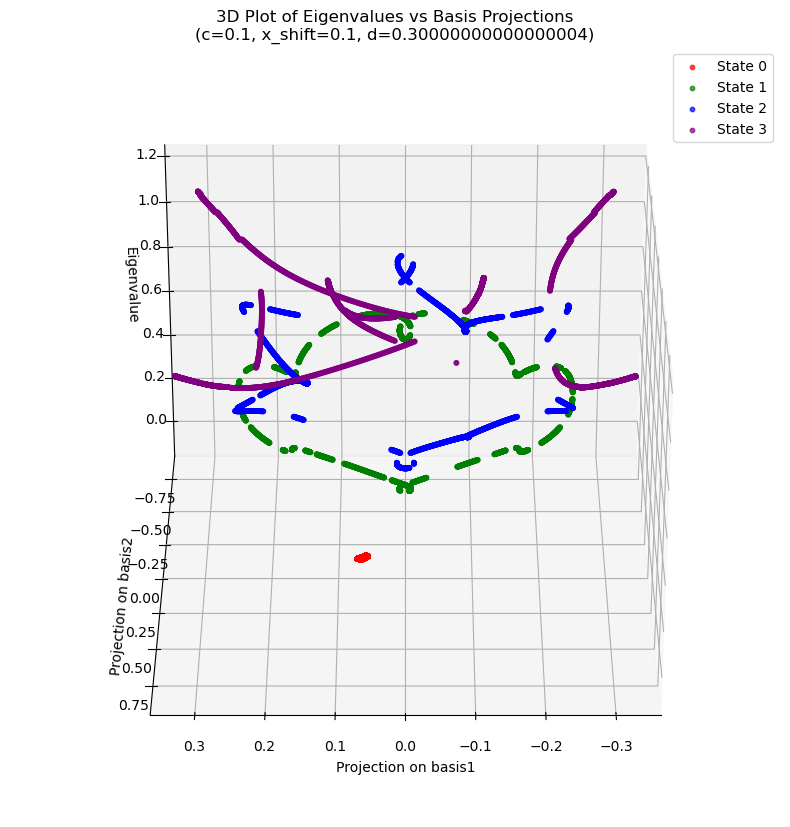 3D Plot of Eigenvalues vs Basis Projections
(c=0.1, x_shift=0.1, d=0.30000000000000004)
State 0
State 1
State 2
State 3
1.2
1.0
0.8
0.6
0.4
0.2
0.0
Eigenvalue
−0.75
−0.50
−0.25
0.00
0.25
0.50
0.75
Projection on basis2
0.3
0.2
0.1
0.0
−0.1
−0.2
−0.3
Projection on basis1